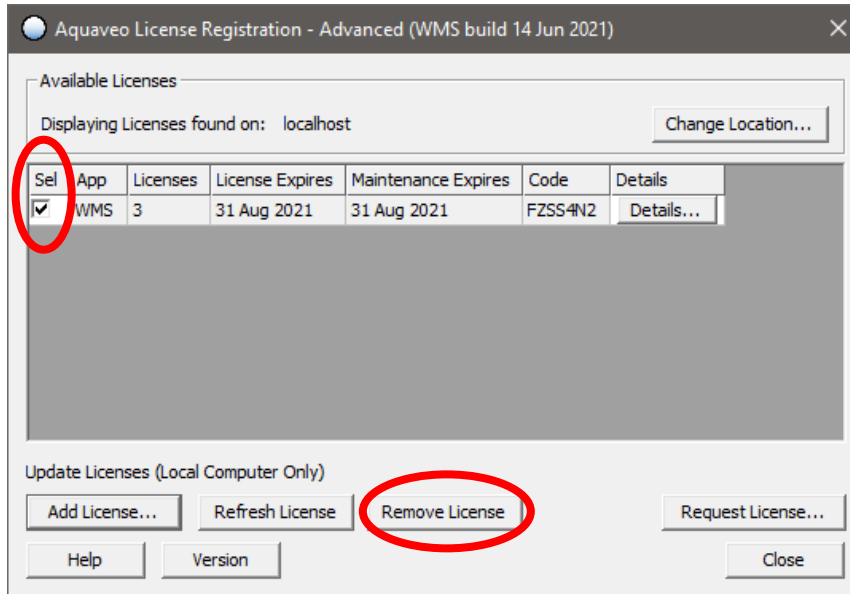 Aquaveo License Registration - Advanced (WMS build 14 Jun 2021)
Available Licenses
Displaying Licenses found on: localhost
Change Location...
Sel App Licenses License Expires Maintenance Expires Code Details
WMS 3 31 Aug 2021 31 Aug 2021 FZSS4N2 Details...
Update Licenses (Local Computer Only)
Add License... Refresh License Remove License Request License...
Help Version Close